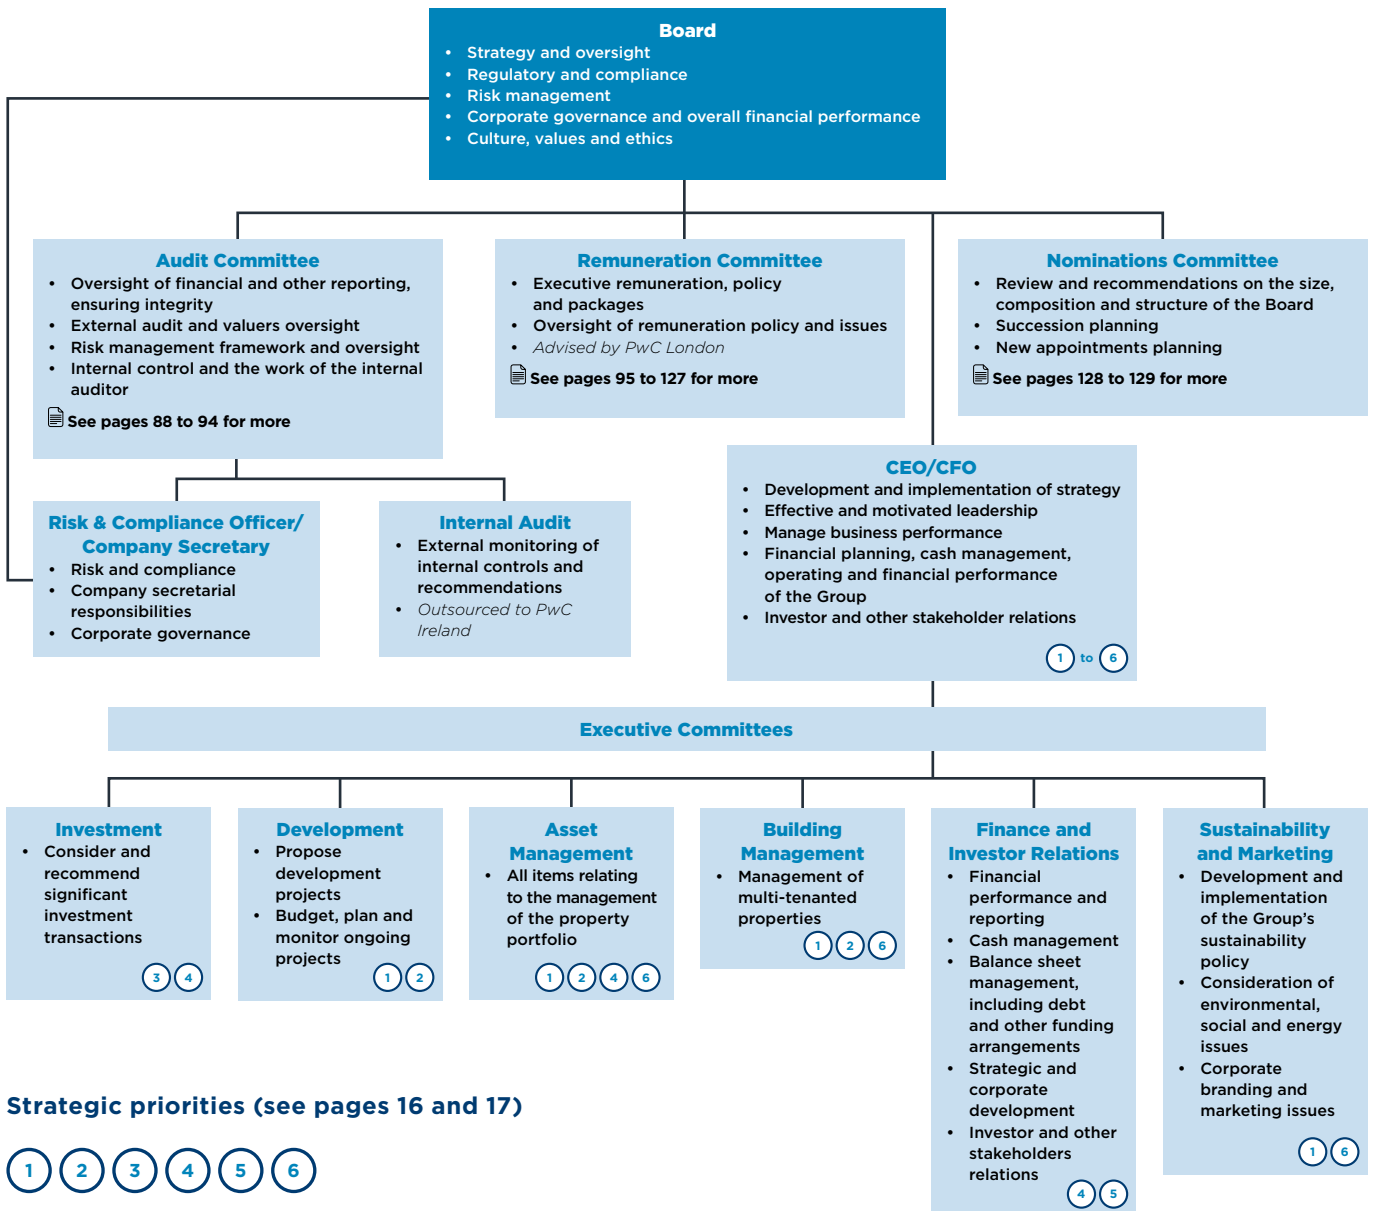 Board
• Strategy and oversight
• Regulatory and compliance
• Risk management
• Corporate governance and overall financial performance
• Culture, values and ethics
Audit Committee
• Oversight of financial and other reporting,
ensuring integrity
• External audit and valuers oversight
• Risk management framework and oversight
• Internal control and the work of the internal
auditor
See pages 88 to 94 for more
Remuneration Committee
• Executive remuneration, policy
and packages
• Oversight of remuneration policy and issues
• Advised by PwC London
See pages 95 to 127 for more
Nominations Committee
• Review and recommendations on the size,
composition and structure of the Board
• Succession planning
• New appointments planning
See pages 128 to 129 for more
Risk & Compliance Officer/
Company Secretary
• Risk and compliance
• Company secretarial
responsibilities
• Corporate governance
Internal Audit
• External monitoring of
internal controls and
recommendations
• Outsourced to PwC
Ireland
CEO/CFO
• Development and implementation of strategy
• Effective and motivated leadership
• Manage business performance
• Financial planning, cash management,
operating and financial performance
of the Group
• Investor and other stakeholder relations
1 to 6
Executive Committees
Investment
• Consider and
recommend
significant
investment
transactions
3 4
Development
• Propose
development
projects
• Budget, plan and
monitor ongoing
projects
1 2
Asset
Management
• All items relating
to the management
of the property
portfolio
1 2 4 6
Building
Management
• Management of
multi-tenanted
properties
1 2 6
Finance and
Investor Relations
• Financial
performance and
reporting
• Cash management
• Balance sheet
management,
including debt
and other funding
arrangements
• Strategic and
corporate
development
• Investor and other
stakeholders
relations
4 5
Sustainability
and Marketing
• Development and
implementation
of the Group's
sustainability
policy
• Consideration of
environmental,
social and energy
issues
• Corporate
branding and
marketing issues
1 6
Strategic priorities (see pages 16 and 17)
1 2 3 4 5 6